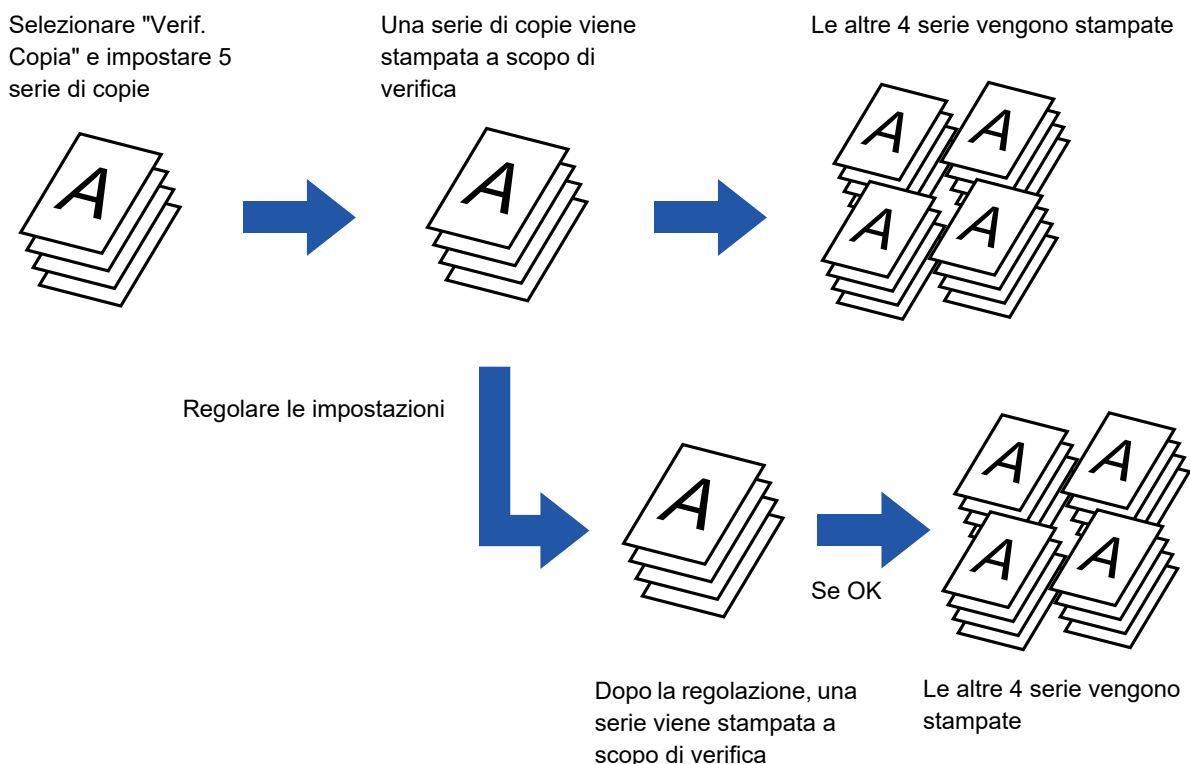 Selezionare "Verif.
Copia" e impostare 5
serie di copie
Una serie di copie viene
stampata a scopo di
verifica
Le altre 4 serie vengono stampate
A
A
A
A
A
A
Regolare le impostazioni
A
A
A
A
A
Se OK
Dopo la regolazione, una
serie viene stampata a
scopo di verifica
Le altre 4 serie vengono
stampate